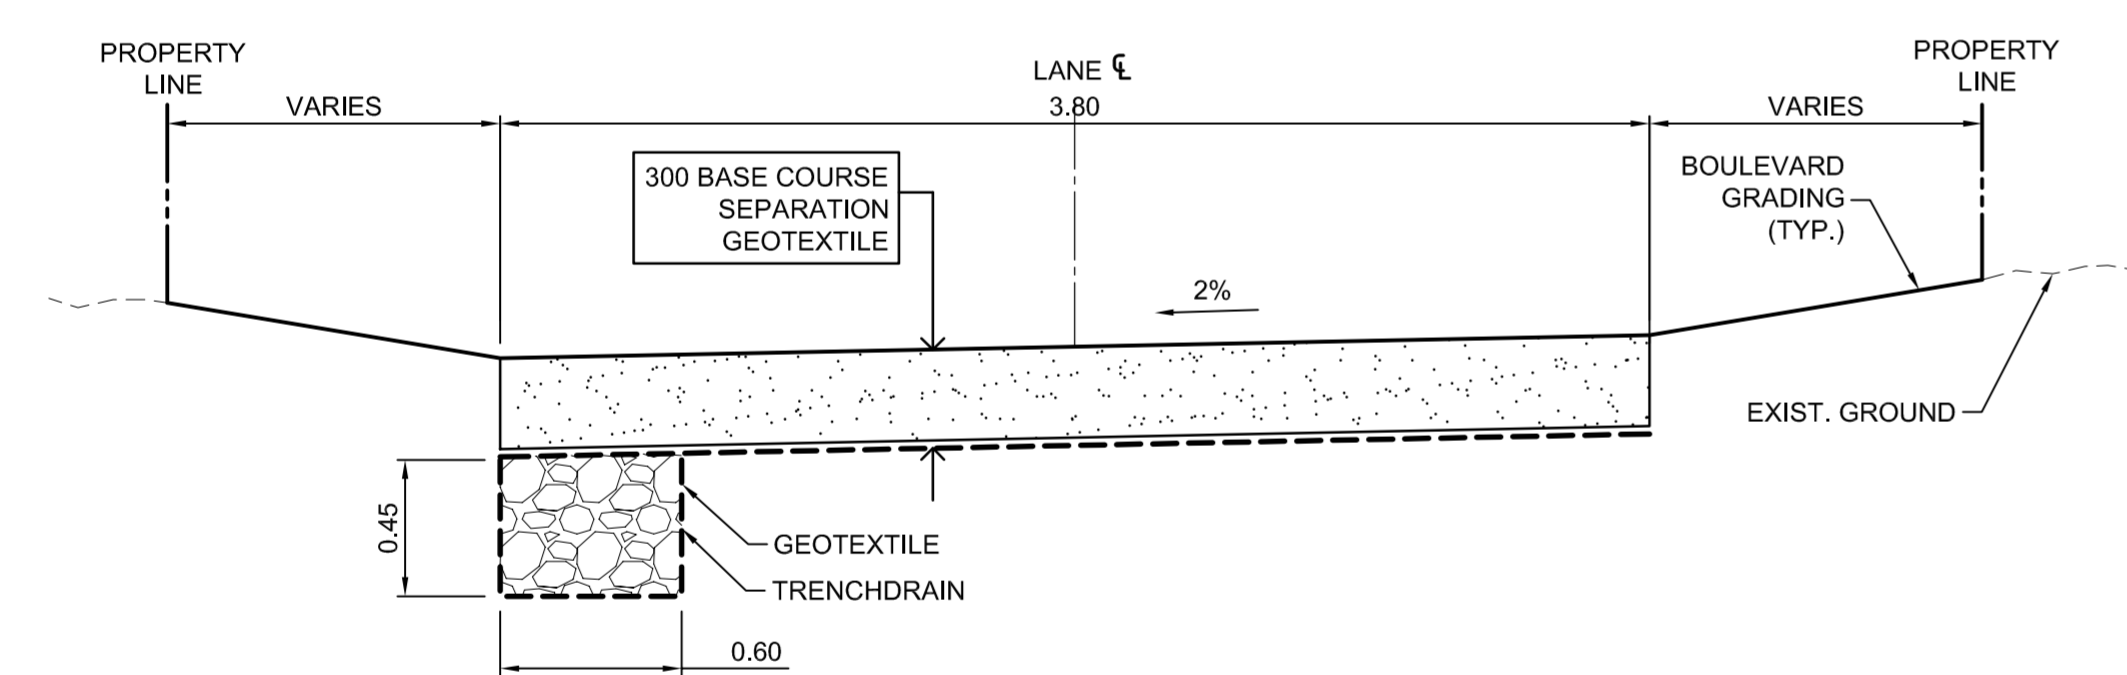 PROPERTY
LINE
VARIES
LANE ℄
3.80
VARIES
PROPERTY
LINE
300 BASE COURSE
SEPARATION
GEOTEXTILE
BOULEVARD
GRADING
(TYP.)
2%
EXIST. GROUND
0.45
GEOTEXTILE
TRENCHDRAIN
0.60